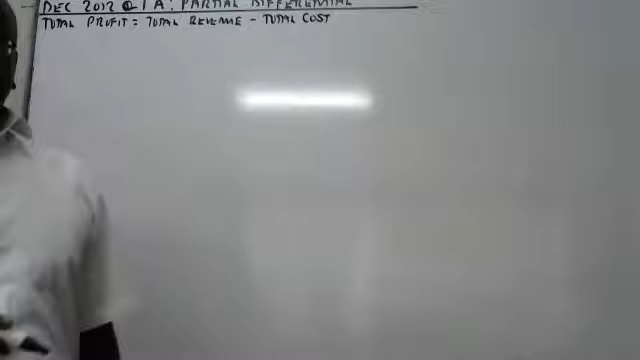 DEC 2012 Q1A: PARTIAL DIFFERENTIAL
TOTAL PROFIT = TOTAL REVENUE - TOTAL COST